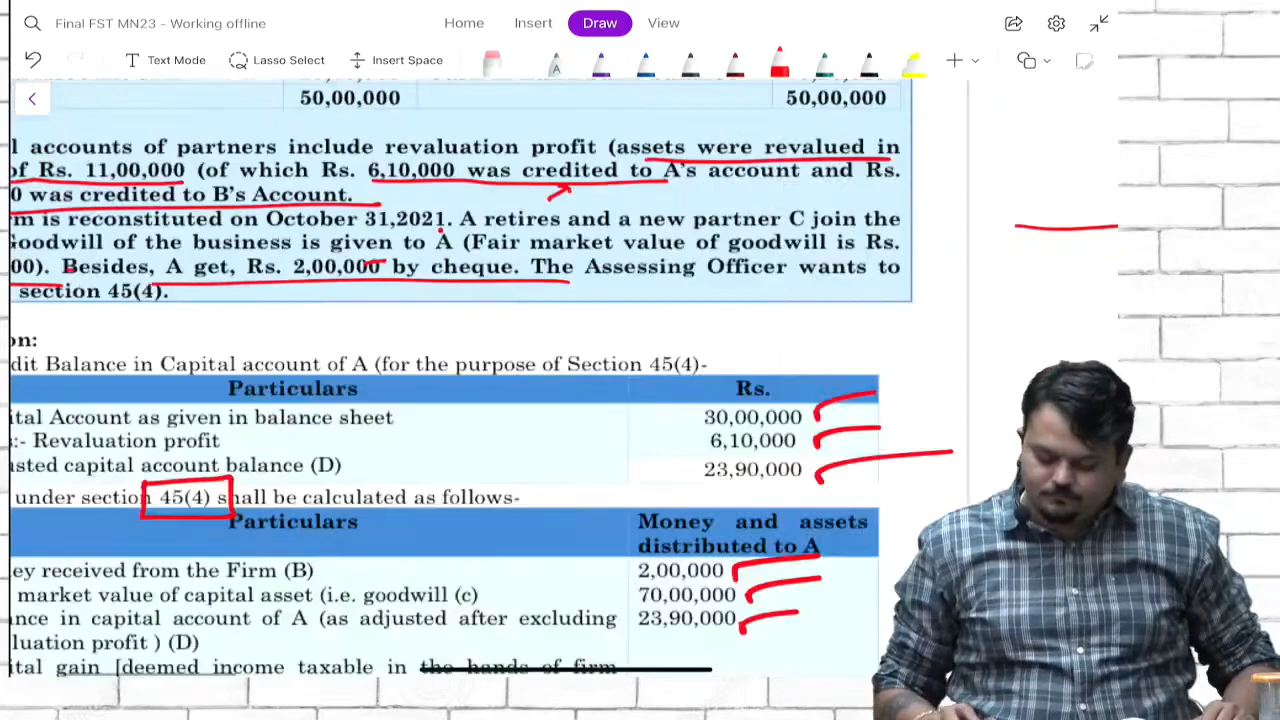 Final FST MN23 - Working offline
Home Insert Draw View
Text Mode Lasso Select Insert Space
50,00,000 50,00,000
l accounts of partners include revaluation profit (assets were revalued in
of Rs. 11,00,000 (of which Rs. 6,10,000 was credited to A's account and Rs.
0 was credited to B's Account.
m is reconstituted on October 31,2021. A retires and a new partner C join the
Goodwill of the business is given to A (Fair market value of goodwill is Rs.
00). Besides, A get, Rs. 2,00,000 by cheque. The Assessing Officer wants to
section 45(4).
on:
dit Balance in Capital account of A (for the purpose of Section 45(4)-
Particulars Rs.
ital Account as given in balance sheet 30,00,000
:- Revaluation profit 6,10,000
usted capital account balance (D) 23,90,000
under section 45(4) shall be calculated as follows-
Particulars Money and assets
distributed to A
ey received from the Firm (B) 2,00,000
market value of capital asset (i.e. goodwill (c) 70,00,000
ance in capital account of A (as adjusted after excluding 23,90,000
luation profit ) (D)
ital gain [deemed income taxable in the hands of firm